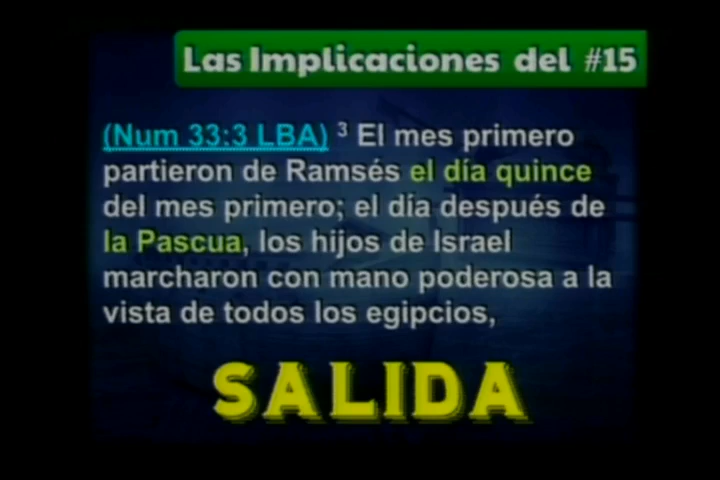 Las Implicaciones del #15
(Num 33:3 LBA) ³ El mes primero
partieron de Ramsés el día quince
del mes primero; el día después de
la Pascua, los hijos de Israel
marcharon con mano poderosa a la
vista de todos los egipcios,
SALIDA